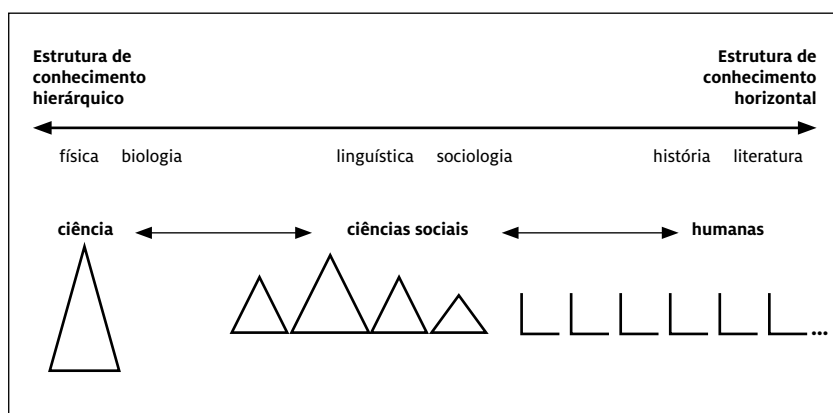 Estrutura de
conhecimento
hierárquico
Estrutura de
conhecimento
horizontal
física biologia linguística sociologia história literatura
ciência ciências sociais humanas
...